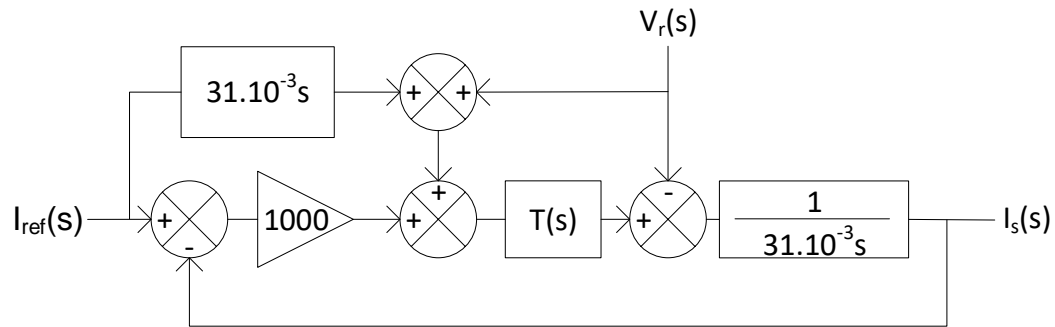 Vr(s)
31.10⁻³s
+
+
-
+
-
Iref(s)
+
-
1000
+
T(s)
+
1
31.10⁻³s
Is(s)